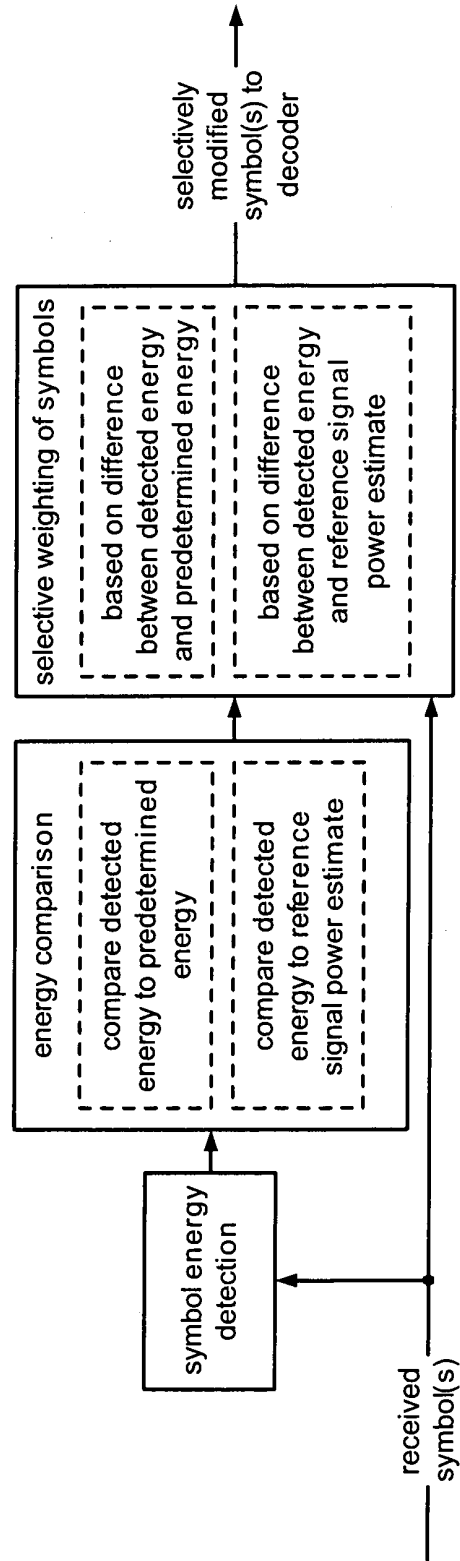 received
symbol(s)
symbol energy
detection
energy comparison
compare detected
energy to predetermined
energy
compare detected
energy to reference
signal power estimate
selective weighting of symbols
based on difference
between detected energy
and predetermined energy
based on difference
between detected energy
and reference signal
power estimate
selectively
modified
symbol(s) to
decoder